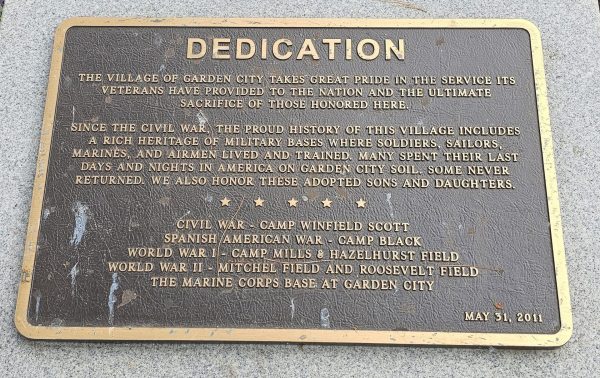 DEDICATION
THE VILLAGE OF GARDEN CITY TAKES GREAT PRIDE IN THE SERVICE ITS
VETERANS HAVE PROVIDED TO THE NATION AND THE ULTIMATE
SACRIFICE OF THOSE HONORED HERE.
SINCE THE CIVIL WAR, THE PROUD HISTORY OF THIS VILLAGE INCLUDES
A RICH HERITAGE OF MILITARY BASES WHERE SOLDIERS, SAILORS,
MARINES, AND AIRMEN LIVED AND TRAINED. MANY SPENT THEIR LAST
DAYS AND NIGHTS IN AMERICA ON GARDEN CITY SOIL. SOME NEVER
RETURNED. WE ALSO HONOR THESE ADOPTED SONS AND DAUGHTERS.
CIVIL WAR - CAMP WINFIELD SCOTT
SPANISH AMERICAN WAR - CAMP BLACK
WORLD WAR I - CAMP MILLS & HAZELHURST FIELD
WORLD WAR II - MITCHEL FIELD AND ROOSEVELT FIELD
THE MARINE CORPS BASE AT GARDEN CITY
MAY 31, 2011